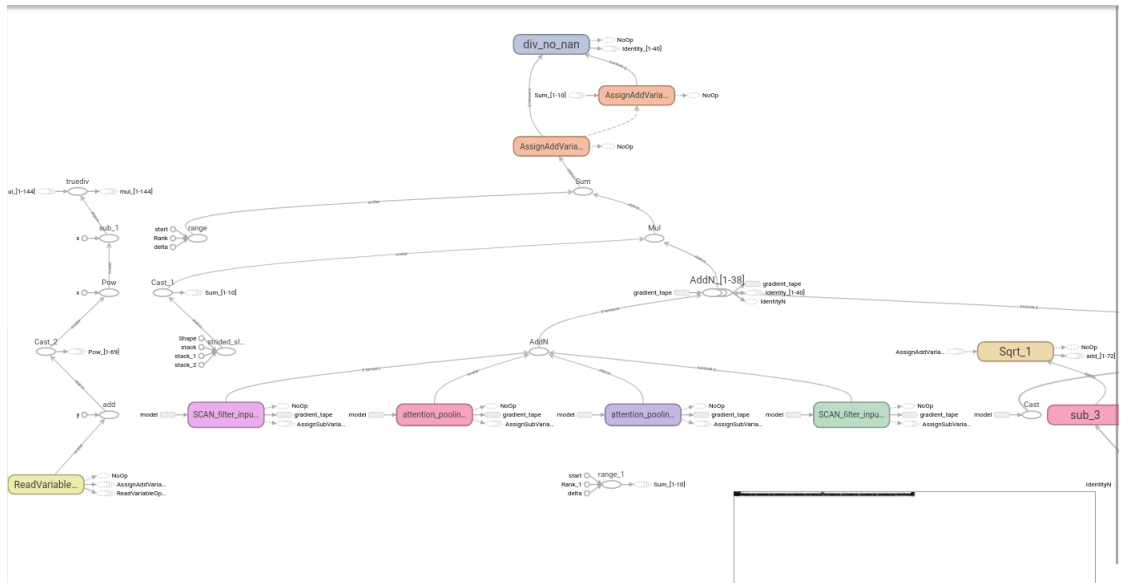 div_no_nan
NoOp
Identity_[1-40]
Sum_[1-10]
AssignAddVaria...
NoOp
AssignAddVaria...
NoOp
truediv
ul_[1-144]
mul_[1-144]
Sum
sub_1
x
start
Rank
delta
range
Mul
Pow
x
Cast_1
Sum_[1-10]
AddN_[1-38]
gradient_tape
gradient_tape
Identity_[1-40]
IdentityN
Cast_2
Pow_[1-69]
Shape
stack
stack_1
stack_2
strided_sl...
AddN
AssignAddVaria...
Sqrt_1
NoOp
add_[1-72]
add
y
model
SCAN_filter_inpu...
NoOp
gradient_tape
AssignSubVaria...
model
attention_poolin...
NoOp
gradient_tape
AssignSubVaria...
model
attention_poolin...
NoOp
gradient_tape
AssignSubVaria...
model
SCAN_filter_inpu...
NoOp
gradient_tape
AssignSubVaria...
model
Cast
sub_3
ReadVariable...
NoOp
AssignAddVaria...
ReadVariableOp...
start
Rank_1
delta
range_1
Sum_[1-10]
IdentityN